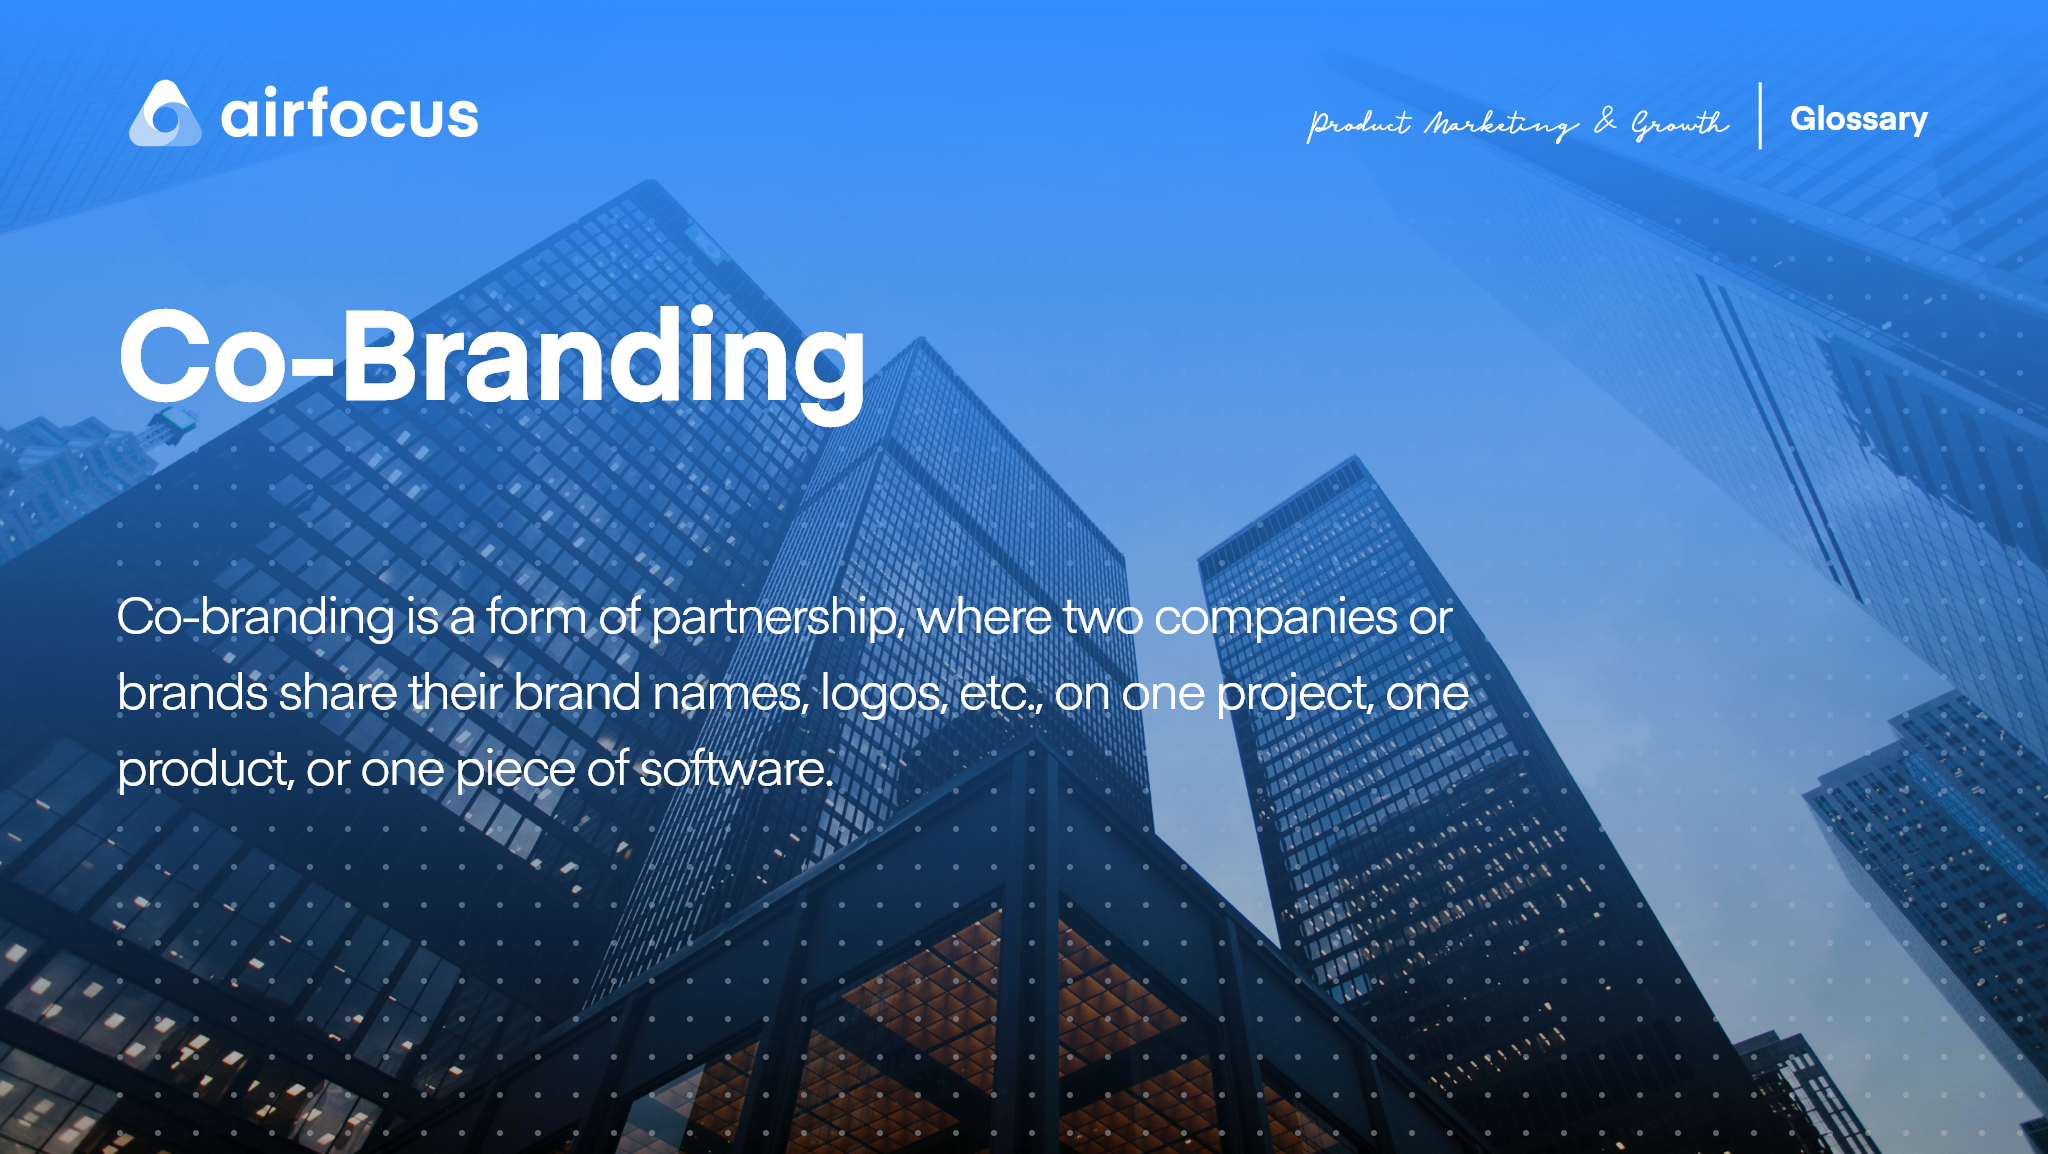 airfocus
Product Marketing & Growth
Glossary
Co-Branding
Co-branding is a form of partnership, where two companies or
brands share their brand names, logos, etc., on one project, one
product, or one piece of software.